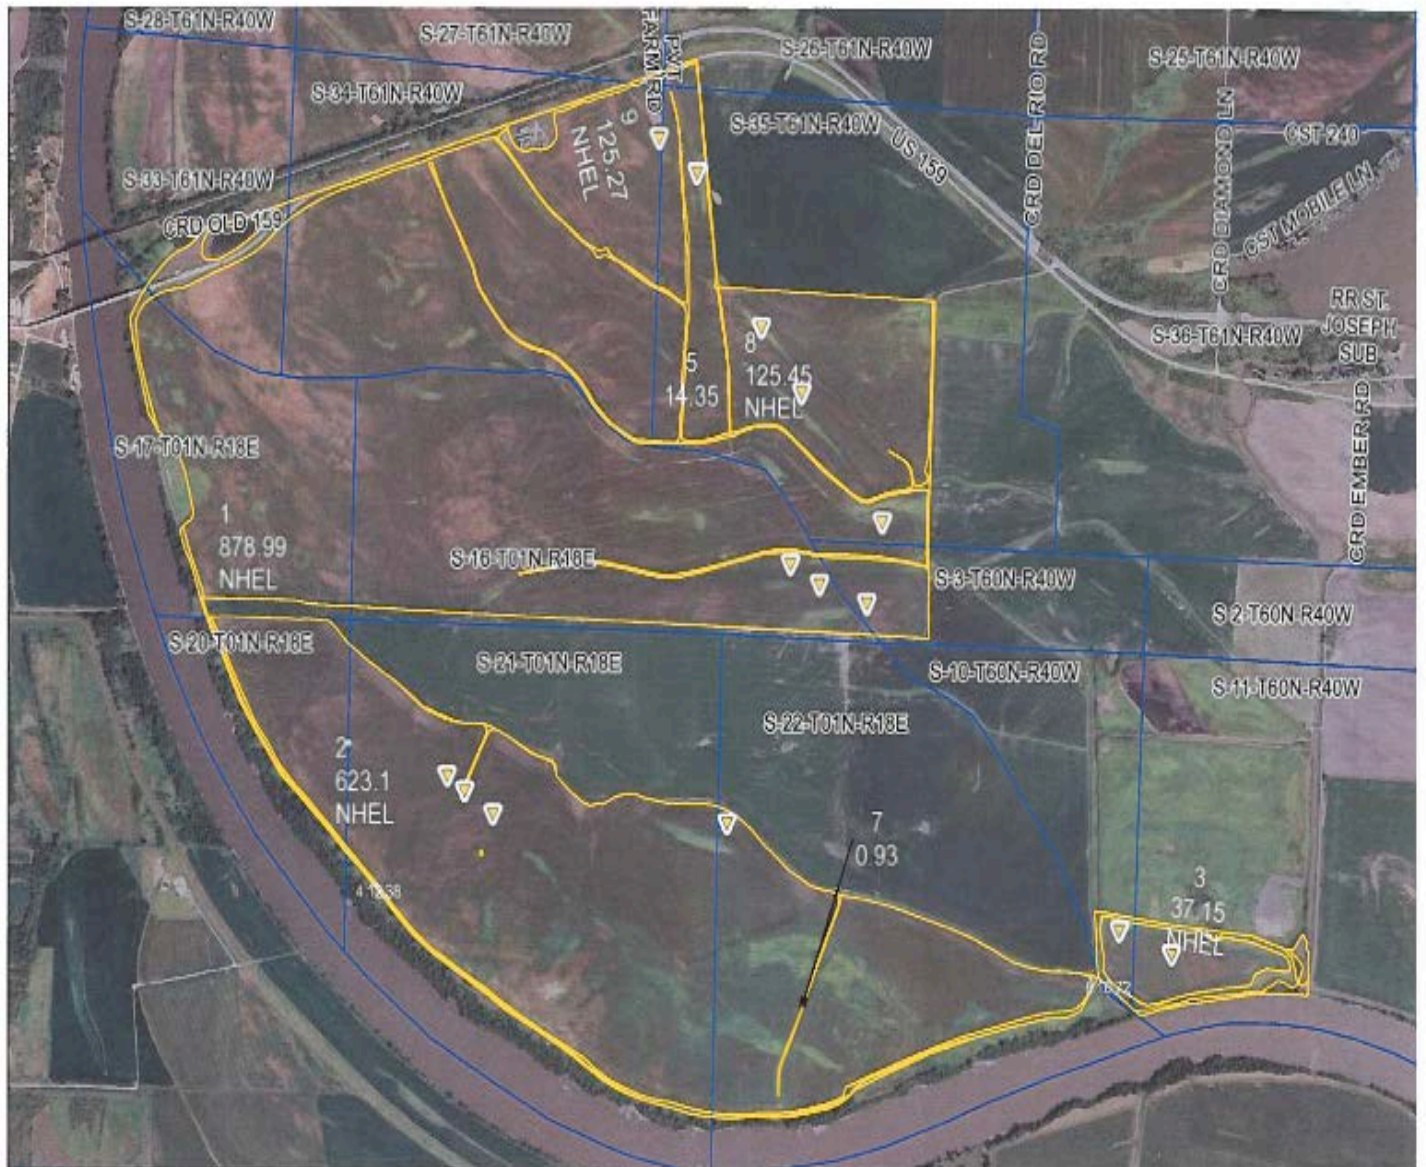 S-28-T61N-R40W
S-27-T61N-R40W
PVT
FARM RD
S-26-T61N-R40W
CRD DEL RIO RD
S-25-T61N-R40W
CRD DIAMOND LN
S-34-T61N-R40W
9
125.27
NHEL
S-35-T61N-R40W
US 159
CST 240
CST MOBILE LN
S-33-T61N-R40W
CRD OLD 159
RR ST.
JOSEPH
SUB
S-36-T61N-R40W
5
14.35
8
125.45
NHEL
CRD EMBER RD
S-17-T01N-R18E
1
878.99
NHEL
S-16-T01N-R18E
S-3-T60N-R40W
S 2-T60N-R40W
S-20-T01N-R18E
S-21-T01N-R18E
S-10-T60N-R40W
S-11-T60N-R40W
S-22-T01N-R18E
2
623.1
NHEL
7
0.93
3
37.15
NHEL